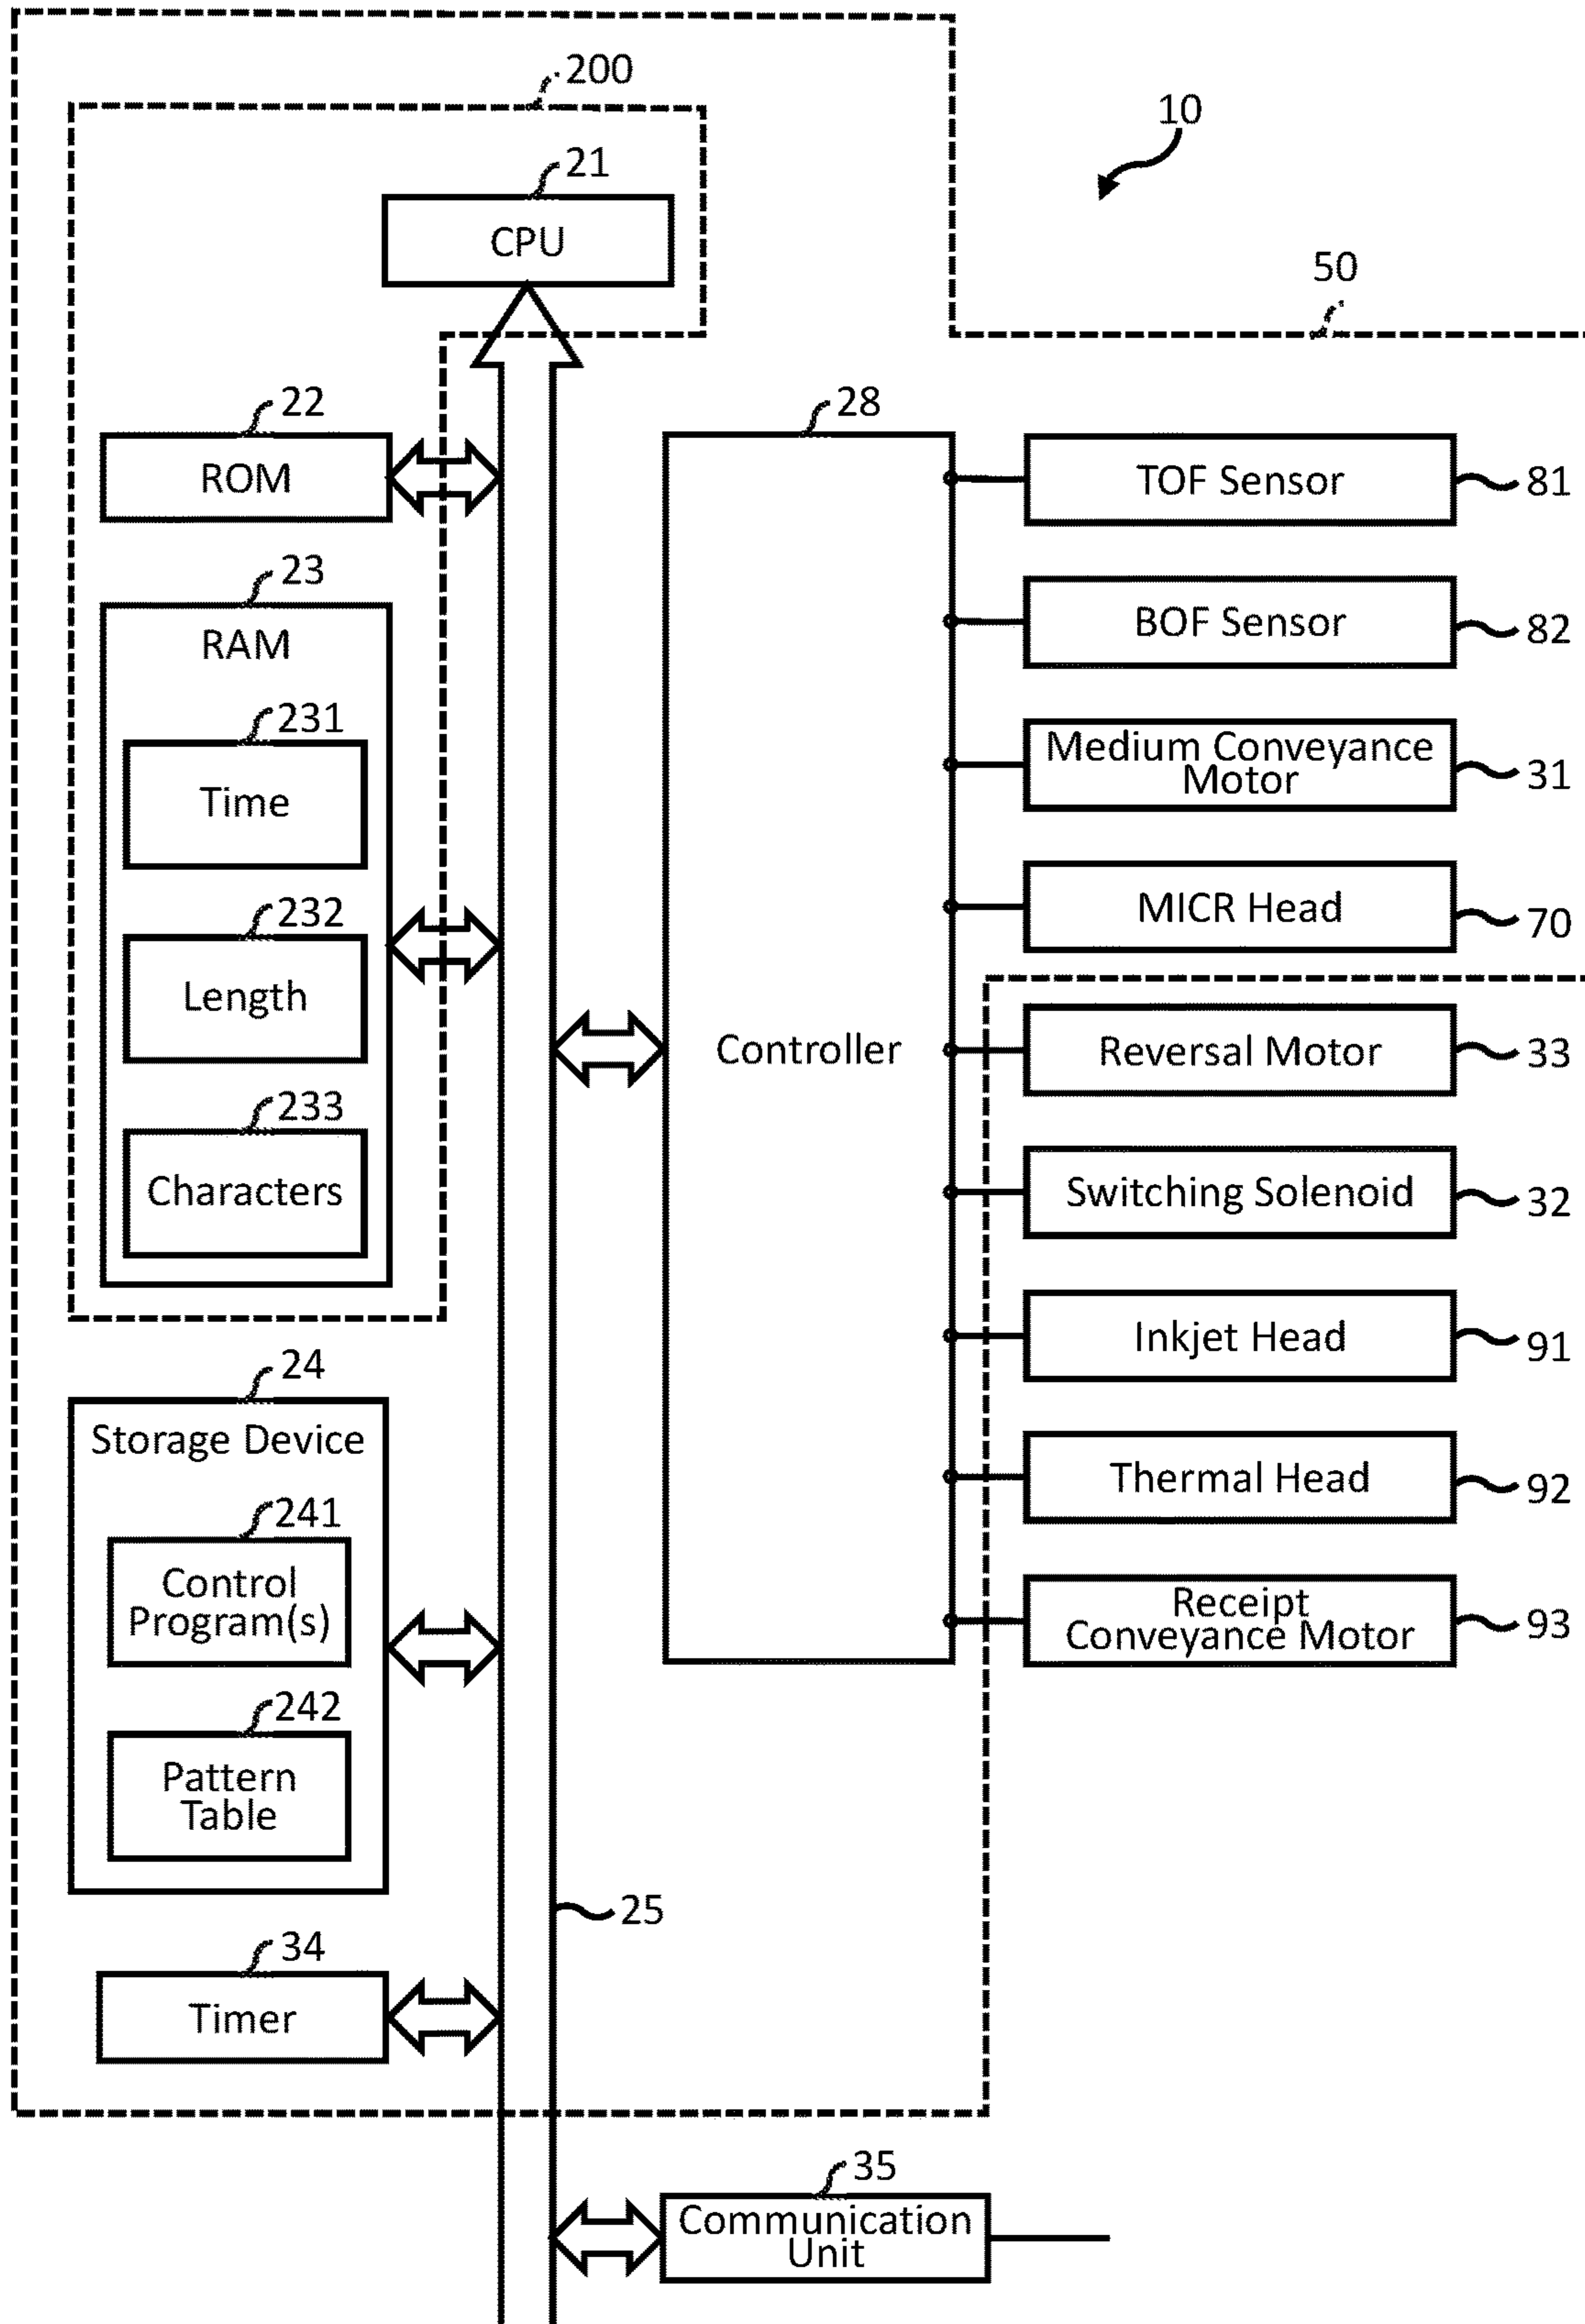 200
10
21
CPU
50
22
ROM
28
TOF Sensor
81
23
RAM
BOF Sensor
82
231
Time
Medium Conveyance
Motor
31
232
Length
MICR Head
70
Controller
Reversal Motor
33
233
Characters
Switching Solenoid
32
Inkjet Head
91
24
Storage Device
Thermal Head
92
241
Control
Program(s)
Receipt
Conveyance Motor
93
242
Pattern
Table
25
34
Timer
35
Communication
Unit